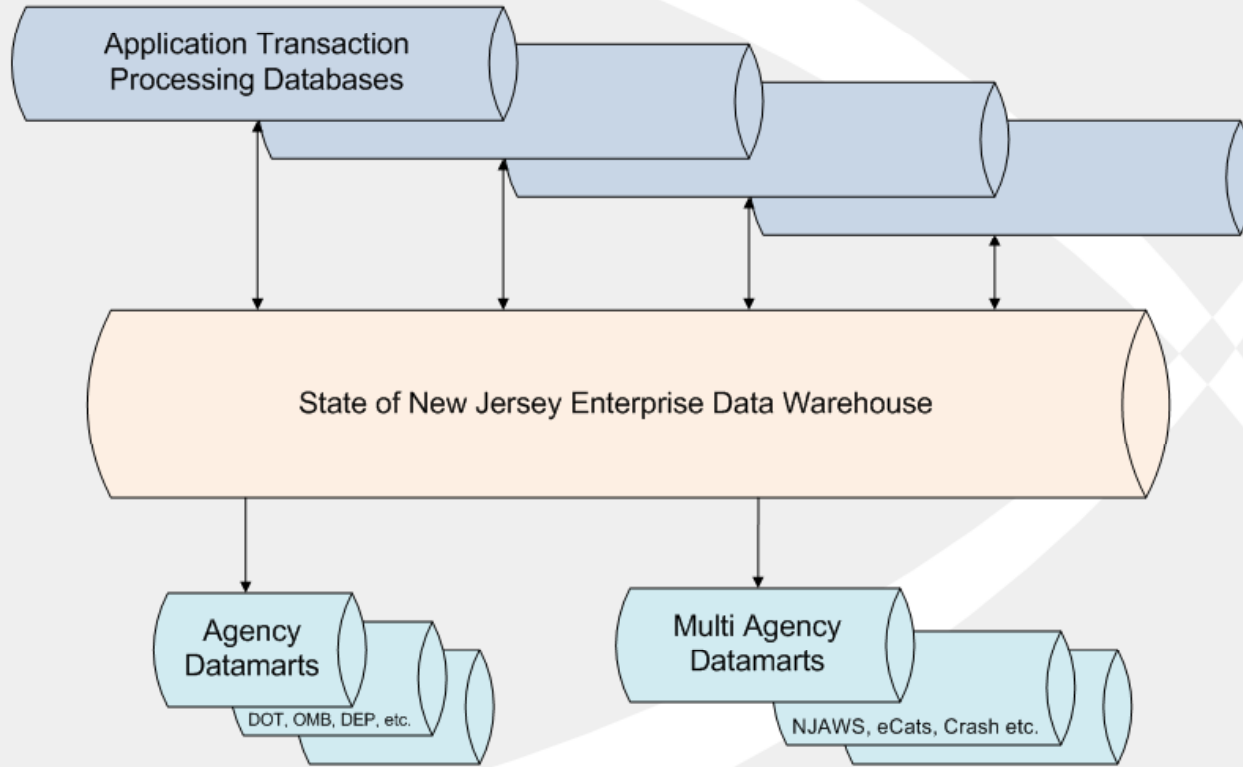 Application Transaction
Processing Databases
State of New Jersey Enterprise Data Warehouse
Agency
Datamarts
DOT, OMB, DEP, etc.
Multi Agency
Datamarts
NJAWS, eCats, Crash etc.